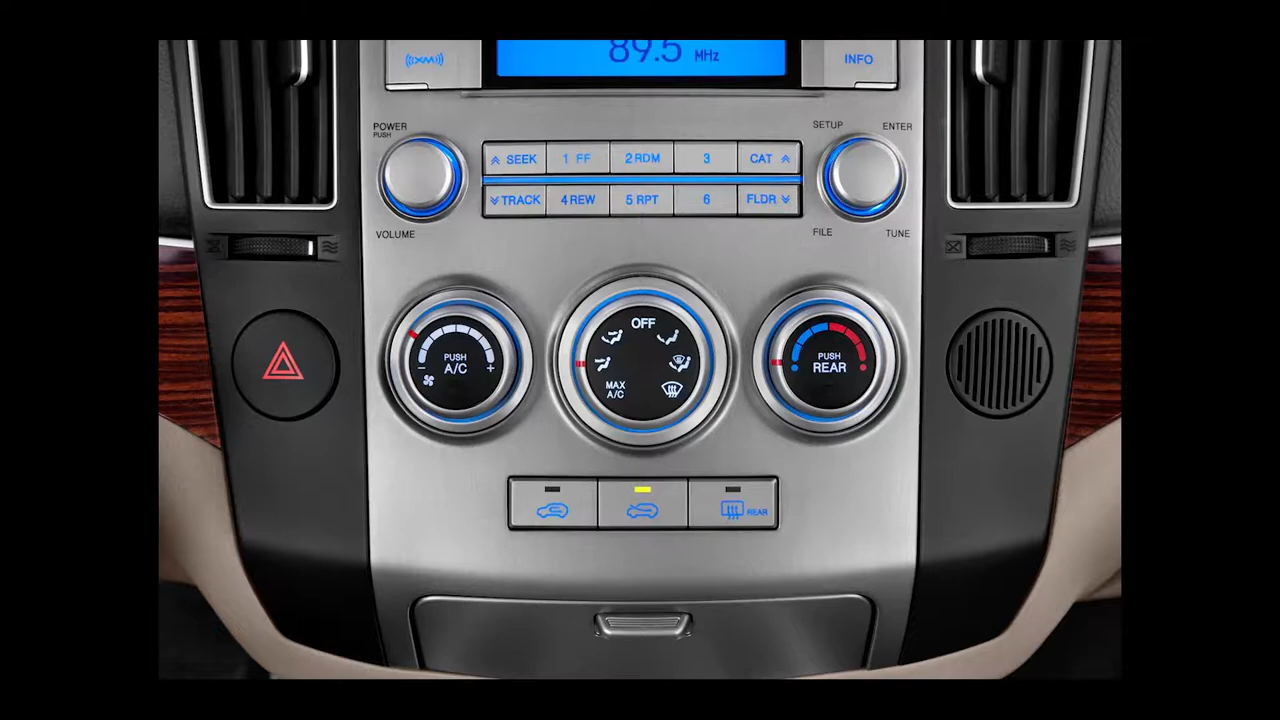 89.5 MHz
((XM))
INFO
POWER
PUSH
SETUP
ENTER
SEEK
1 FF
2 RDM
3
CAT
TRACK
4 REW
5 RPT
6
FLDR
VOLUME
FILE
TUNE
PUSH
A/C
- +
OFF
MAX
A/C
PUSH
REAR
REAR